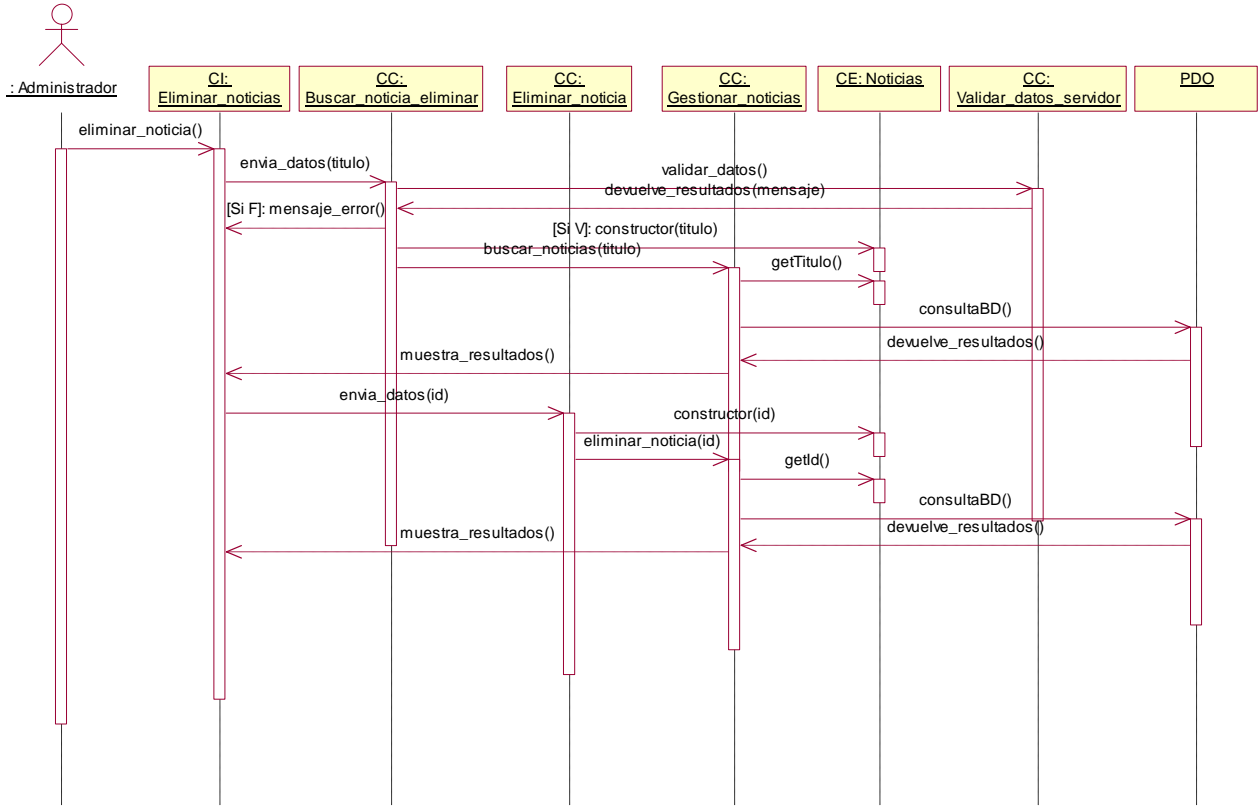 : Administrador
CI:
Eliminar_noticias
CC:
Buscar_noticia_eliminar
CC:
Eliminar_noticia
CC:
Gestionar_noticias
CE: Noticias
CC:
Validar_datos_servidor
PDO
eliminar_noticia()
envia_datos(titulo)
validar_datos()
devuelve_resultados(mensaje)
[Si F]: mensaje_error()
[Si V]: constructor(titulo)
buscar_noticias(titulo)
getTitulo()
consultaBD()
devuelve_resultados()
muestra_resultados()
envia_datos(id)
constructor(id)
eliminar_noticia(id)
getId()
consultaBD()
devuelve_resultados()
muestra_resultados()